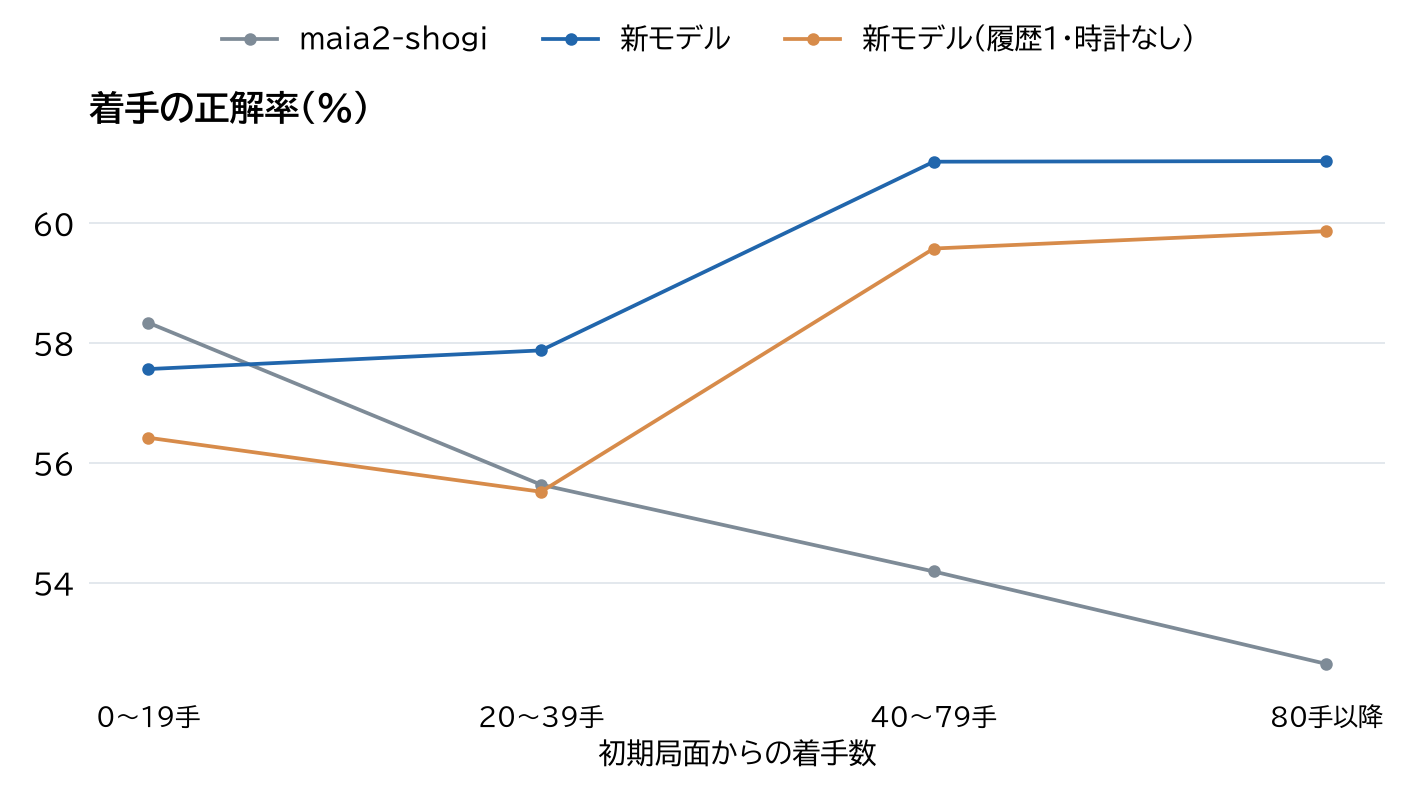 maia2-shogi 新モデル 新モデル(履歴1・時計なし)
着手の正解率(%)
60
58
56
54
0〜19手 20〜39手 40〜79手 80手以降
初期局面からの着手数